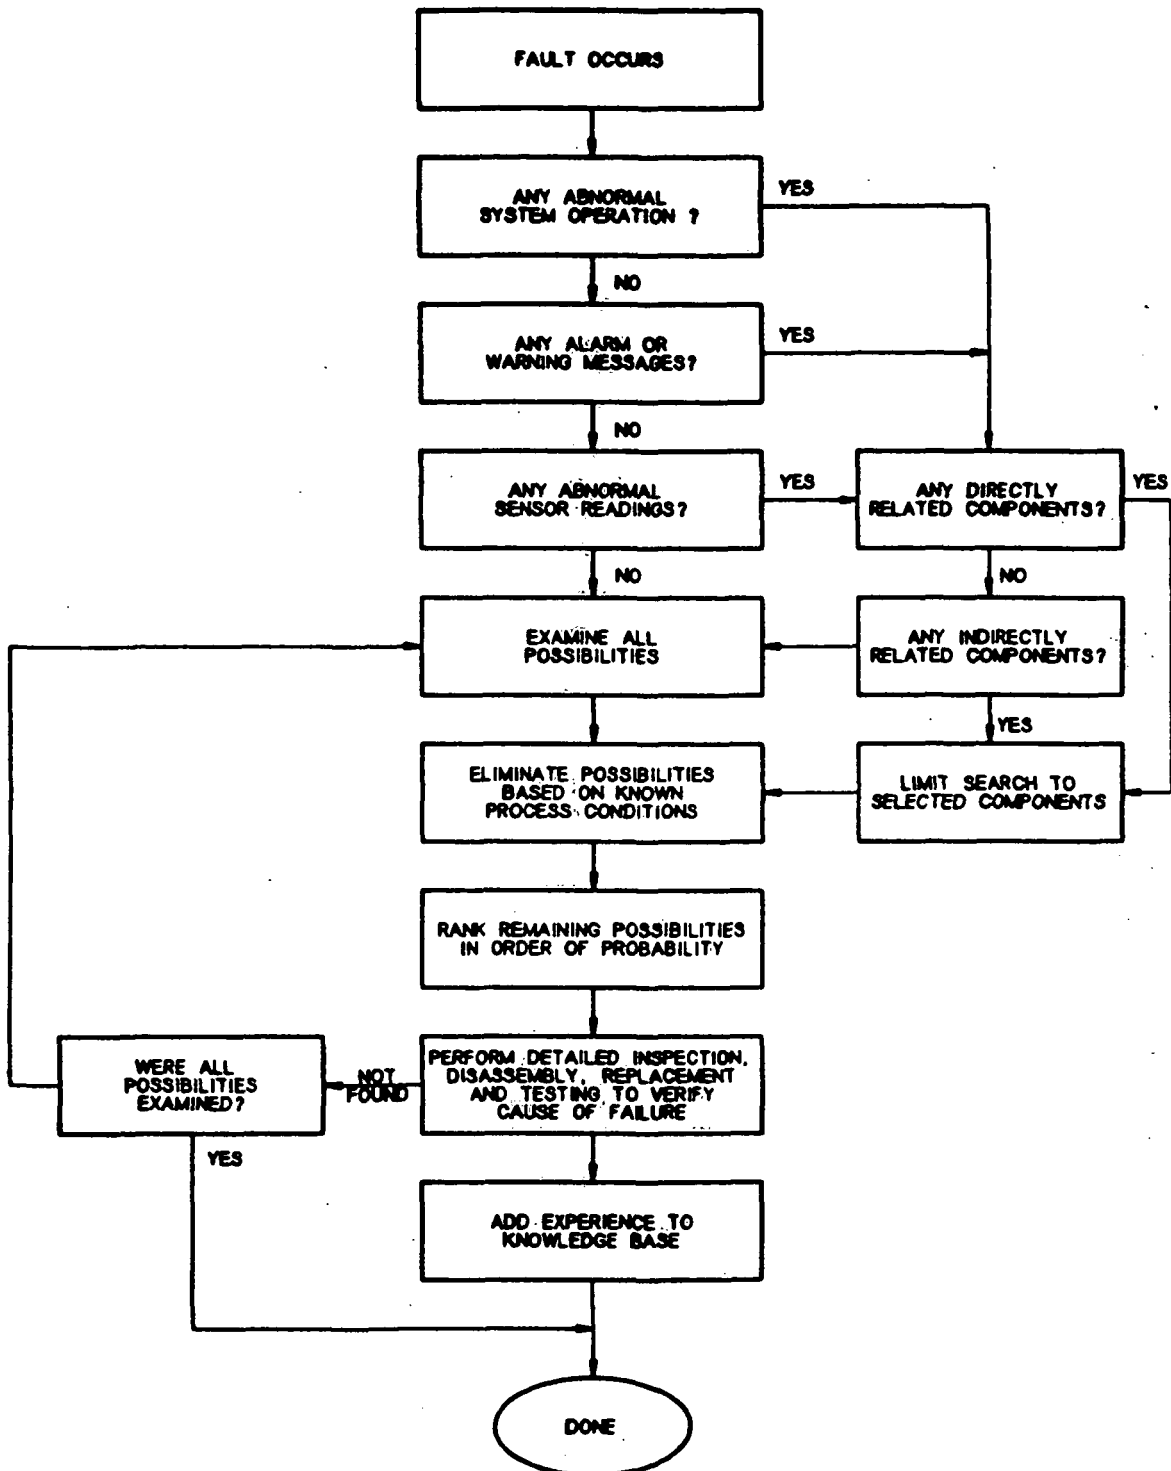 FAULT OCCURS
ANY ABNORMAL
SYSTEM OPERATION ?
YES
NO
ANY ALARM OR
WARNING MESSAGES?
YES
NO
ANY ABNORMAL
SENSOR READINGS?
YES
ANY DIRECTLY
RELATED COMPONENTS?
YES
NO
NO
EXAMINE ALL
POSSIBILITIES
ANY INDIRECTLY
RELATED COMPONENTS?
YES
ELIMINATE POSSIBILITIES
BASED ON KNOWN
PROCESS CONDITIONS
LIMIT SEARCH TO
SELECTED COMPONENTS
RANK REMAINING POSSIBILITIES
IN ORDER OF PROBABILITY
WERE ALL
POSSIBILITIES
EXAMINED?
NOT
FOUND
PERFORM DETAILED INSPECTION,
DISASSEMBLY, REPLACEMENT
AND TESTING TO VERIFY
CAUSE OF FAILURE
YES
ADD EXPERIENCE TO
KNOWLEDGE BASE
DONE